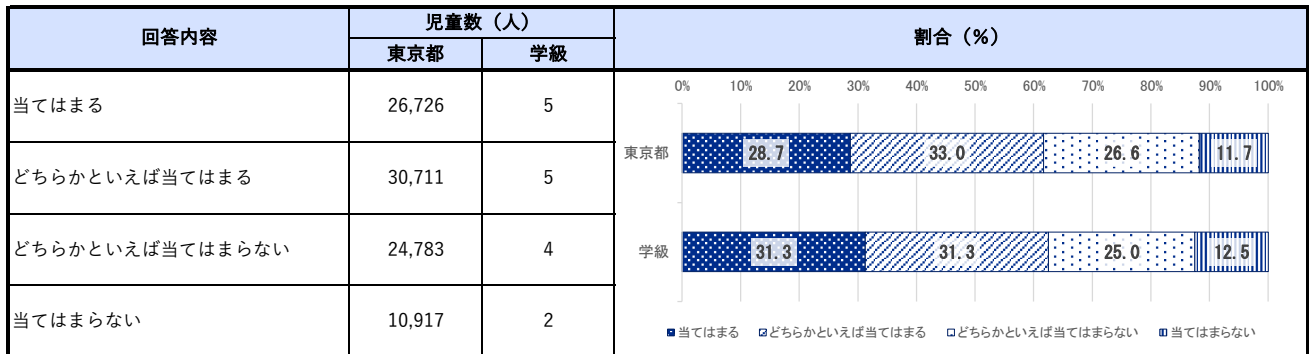 回答内容 児童数（人） 割合（%）
東京都 学級
当てはまる 26,726 5
どちらかといえば当てはまる 30,711 5
どちらかといえば当てはまらない 24,783 4
当てはまらない 10,917 2
0% 10% 20% 30% 40% 50% 60% 70% 80% 90% 100%
東京都 28.7 33.0 26.6 11.7
学級 31.3 31.3 25.0 12.5
当てはまる どちらかといえば当てはまる どちらかといえば当てはまらない 当てはまらない